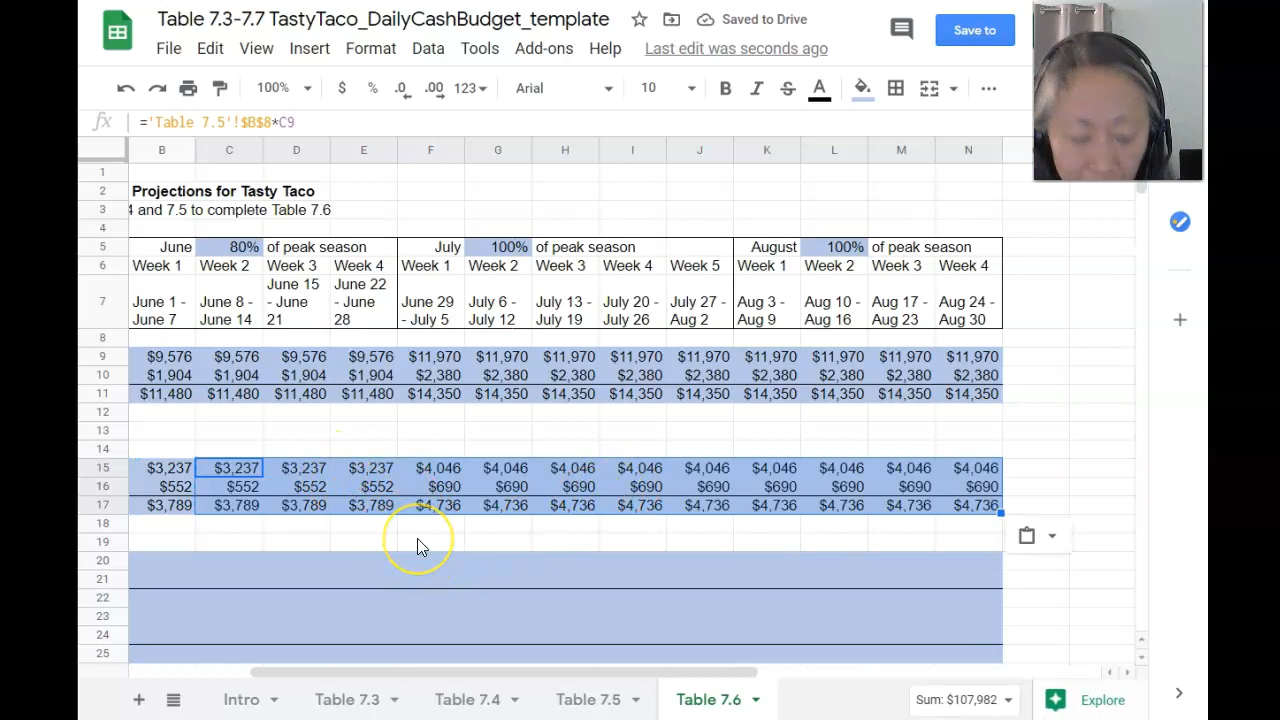 Table 7.3-7.7 TastyTaco_DailyCashBudget_template
Saved to Drive
Save to
File Edit View Insert Format Data Tools Add-ons Help Last edit was seconds ago
100% $ % .0 .00 123 Arial 10 B I S A
fx ='Table 7.5'!$B$8*C9
B C D E F G H I J K L M N
1
2 Projections for Tasty Taco
3 4 and 7.5 to complete Table 7.6
4
5 June 80% of peak season July 100% of peak season August 100% of peak season
6 Week 1 Week 2 Week 3 Week 4 Week 1 Week 2 Week 3 Week 4 Week 5 Week 1 Week 2 Week 3 Week 4
June 15 June 22
7 June 1 - June 8 - - June - June June 29 July 6 - July 13 - July 20 - July 27 - Aug 3 - Aug 10 - Aug 17 - Aug 24 -
June 7 June 14 21 28 - July 5 July 12 July 19 July 26 Aug 2 Aug 9 Aug 16 Aug 23 Aug 30
8
9 $9,576 $9,576 $9,576 $9,576 $11,970 $11,970 $11,970 $11,970 $11,970 $11,970 $11,970 $11,970 $11,970
10 $1,904 $1,904 $1,904 $1,904 $2,380 $2,380 $2,380 $2,380 $2,380 $2,380 $2,380 $2,380 $2,380
11 $11,480 $11,480 $11,480 $11,480 $14,350 $14,350 $14,350 $14,350 $14,350 $14,350 $14,350 $14,350 $14,350
12
13
14
15 $3,237 $3,237 $3,237 $3,237 $4,046 $4,046 $4,046 $4,046 $4,046 $4,046 $4,046 $4,046 $4,046
16 $552 $552 $552 $552 $690 $690 $690 $690 $690 $690 $690 $690 $690
17 $3,789 $3,789 $3,789 $3,789 $4,736 $4,736 $4,736 $4,736 $4,736 $4,736 $4,736 $4,736 $4,736
18
19
20
21
22
23
24
25
Intro Table 7.3 Table 7.4 Table 7.5 Table 7.6 Sum: $107,982 Explore